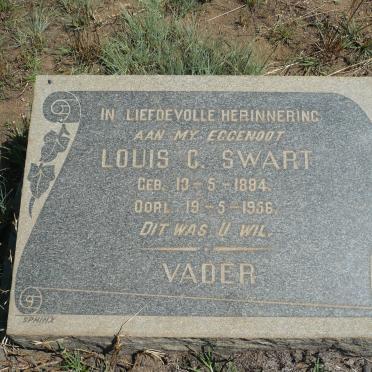 IN LIEFDEVOLLE HERINNERING
AAN MY EGGENOOT
LOUIS C. SWART
GEB. 13-5-1884.
OORL. 19-5-1956.
DIT WAS U WIL.
VADER
SPHINX